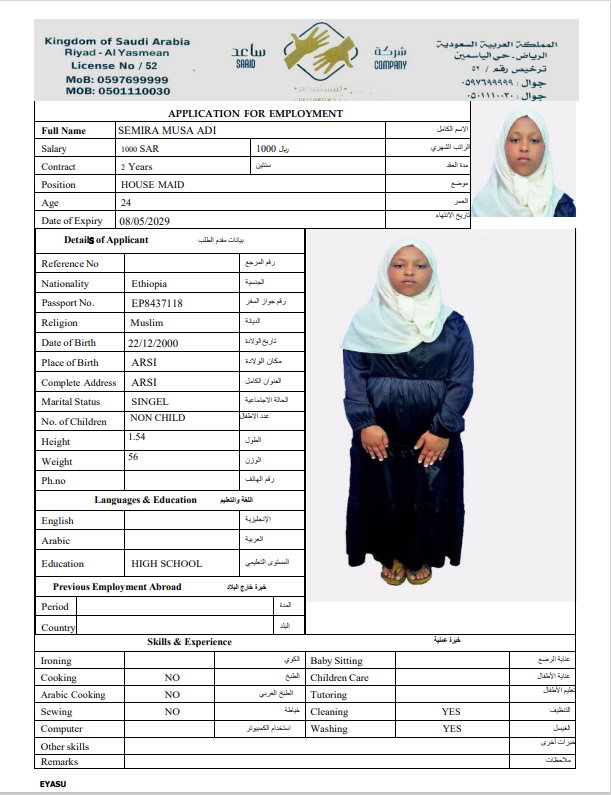 Kingdom of Saudi Arabia
Riyad - Al Yasmean
License No / 52
MoB: 0597699999
MOB: 0501110030
ساعد
SAAID
شركة
COMPANY
المملكة العربية السعودية
الرياض - حي الياسمين
ترخيص رقم / ٥٢
جوال : ٠٥٩٧٦٩٩٩٩٩
جوال : ٠٥٠١١١٠٠٣٠
APPLICATION FOR EMPLOYMENT
Full Name SEMIRA MUSA ADI الاسم الكامل
Salary 1000 SAR 1000 ريال الراتب الشهري
Contract 2 Years سنتين مدة العقد
Position HOUSE MAID موضع
Age 24 العمر
Date of Expiry 08/05/2029 تاريخ الانتهاء
Details of Applicant بيانات مقدم الطلب
Reference No رقم المرجع
Nationality Ethiopia الجنسية
Passport No. EP8437118 رقم جواز السفر
Religion Muslim الديانة
Date of Birth 22/12/2000 تاريخ الولادة
Place of Birth ARSI مكان الولادة
Complete Address ARSI العنوان الكامل
Marital Status SINGEL الحالة الاجتماعية
No. of Children NON CHILD عدد الاطفال
Height 1.54 الطول
Weight 56 الوزن
Ph.no رقم الهاتف
Languages & Education اللغة والتعليم
English الإنجليزية
Arabic العربية
Education HIGH SCHOOL المستوى التعليمي
Previous Employment Abroad خبرة خارج البلاد
Period المدة
Country البلد
Skills & Experience خبرة عملية
Ironing الكوي Baby Sitting عناية الرضع
Cooking NO الطبخ Children Care عناية الأطفال
Arabic Cooking NO الطبخ العربي Tutoring تعليم الأطفال
Sewing NO خياطة Cleaning YES التنظيف
Computer استخدام الكمبيوتر Washing YES الغسيل
Other skills خبرات أخرى
Remarks ملاحظات
EYASU